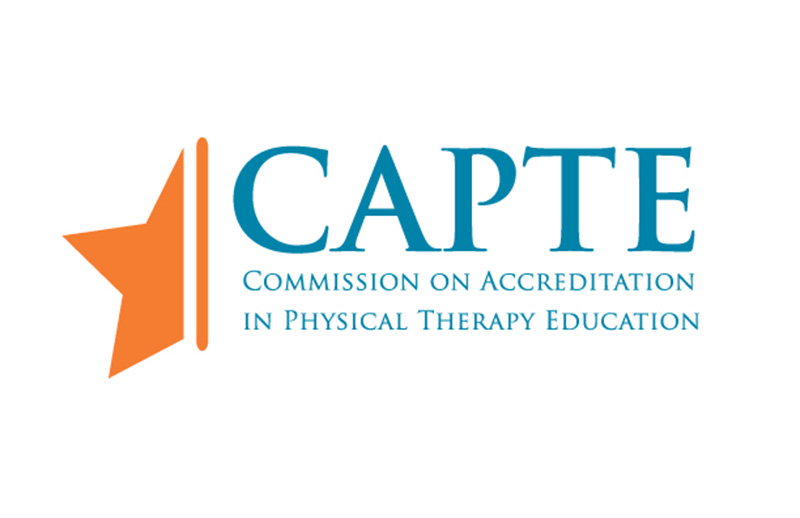 CAPTE
Commission on Accreditation
in Physical Therapy Education